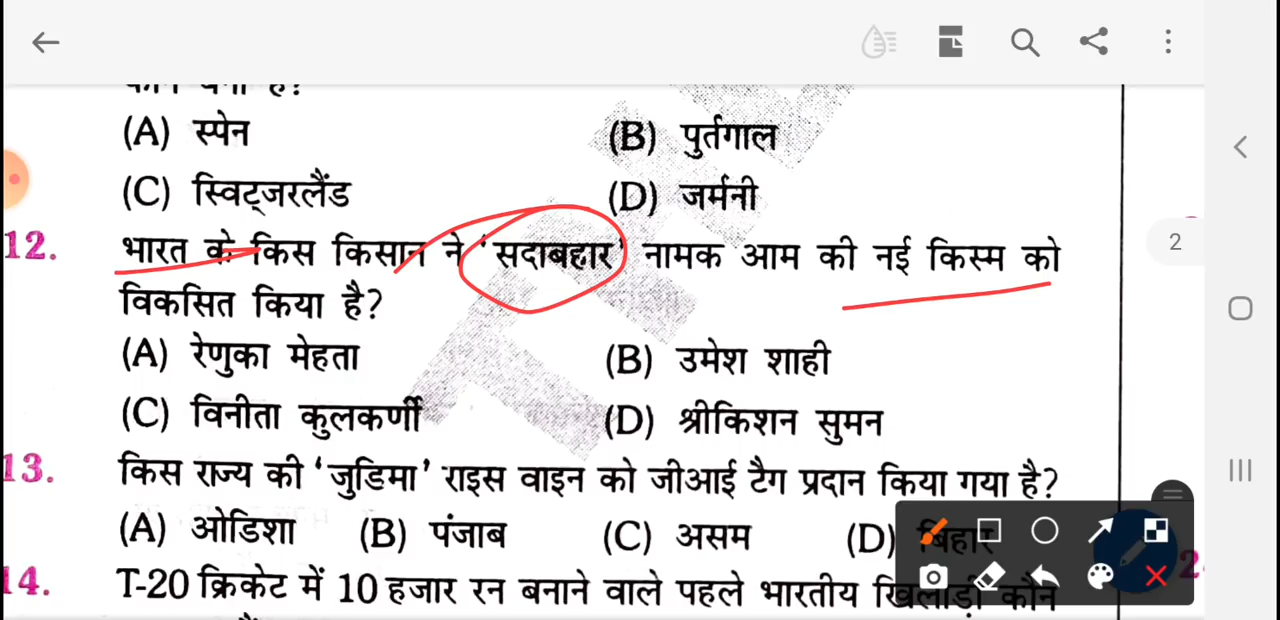 (A) स्पेन (B) पुर्तगाल
(C) स्विट्जरलैंड (D) जर्मनी
12. भारत के किस किसान ने 'सदाबहार' नामक आम की नई किस्म को
विकसित किया है?
(A) रेणुका मेहता (B) उमेश शाही
(C) विनीता कुलकर्णी (D) श्रीकिशन सुमन
13. किस राज्य की 'जुडिमा' राइस वाइन को जीआई टैग प्रदान किया गया है?
(A) ओडिशा (B) पंजाब (C) असम (D) बिहार
14. T-20 क्रिकेट में 10 हजार रन बनाने वाले पहले भारतीय खिलाड़ी कौन
2